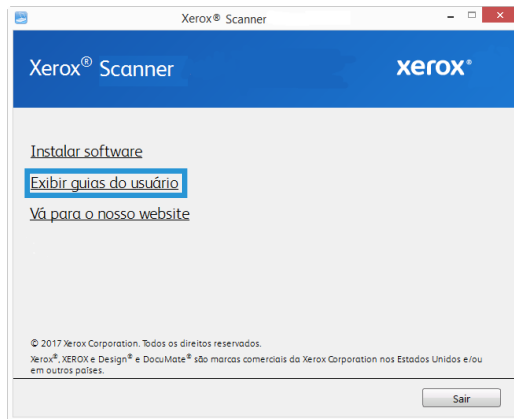 Xerox® Scanner
Xerox® Scanner
xerox®
Instalar software
Exibir guias do usuário
Vá para o nosso website
© 2017 Xerox Corporation. Todos os direitos reservados.
Xerox®, XEROX e Design® e DocuMate® são marcas comerciais da Xerox Corporation nos Estados Unidos e/ou
em outros países.
Sair